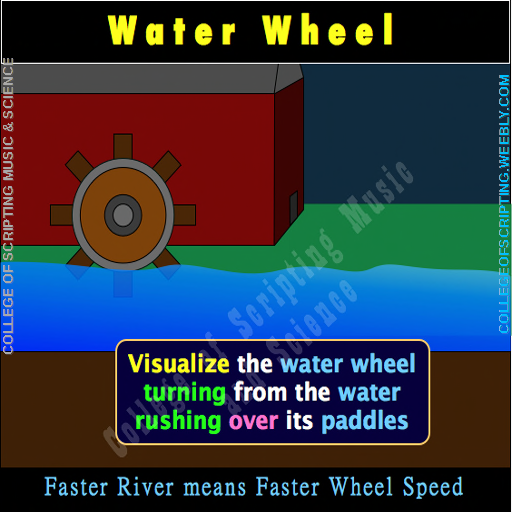 Water Wheel
COLLEGE OF SCRIPTING MUSIC & SCIENCE
COLLEGEOFSCRIPTING.WEEBLY.COM
College of Scripting Music
and Science
Visualize the water wheel
turning from the water
rushing over its paddles
Faster River means Faster Wheel Speed